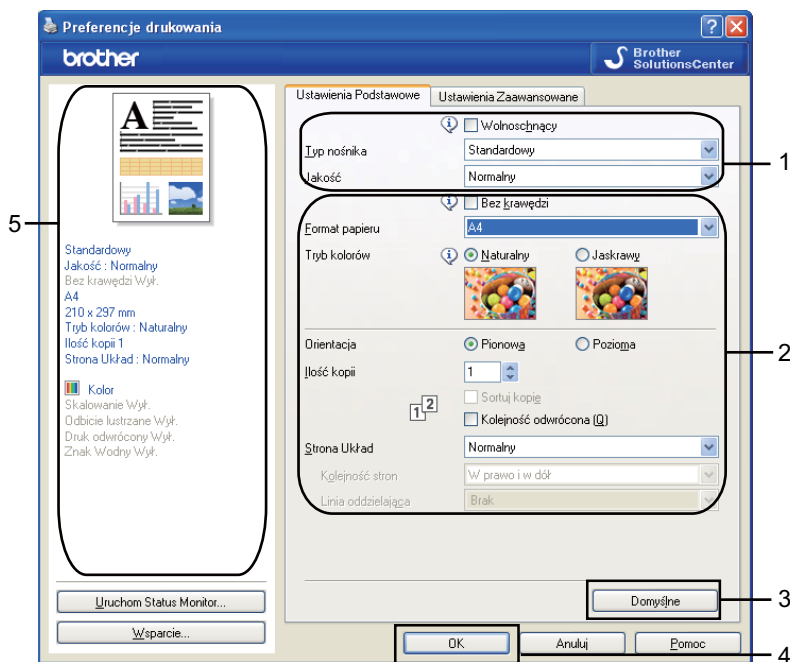 Preferencje drukowania
brother
Brother
SolutionsCenter
Ustawienia Podstawowe
Ustawienia Zaawansowane
Wolnoschnący
Typ nośnika
Standardowy
Jakość
Normalny
1
Bez krawędzi
Format papieru
A4
Tryb kolorów
Naturalny
Jaskrawy
Orientacja
Pionowa
Pozioma
2
Ilość kopii
1
Sortuj kopię
12
Kolejność odwrócona (Q)
Strona Układ
Normalny
Kolejność stron
W prawo i w dół
Linia oddzielająca
Brak
Domyślne
3
OK
Anuluj
Pomoc
4
5
A
Standardowy
Jakość : Normalny
Bez krawędzi Wył.
A4
210 x 297 mm
Tryb kolorów : Naturalny
Ilość kopii 1
Strona Układ : Normalny
Kolor
Skalowanie Wył.
Odbicie lustrzane Wył.
Druk odwrócony Wył.
Znak Wodny Wył.
Uruchom Status Monitor...
Wsparcie...